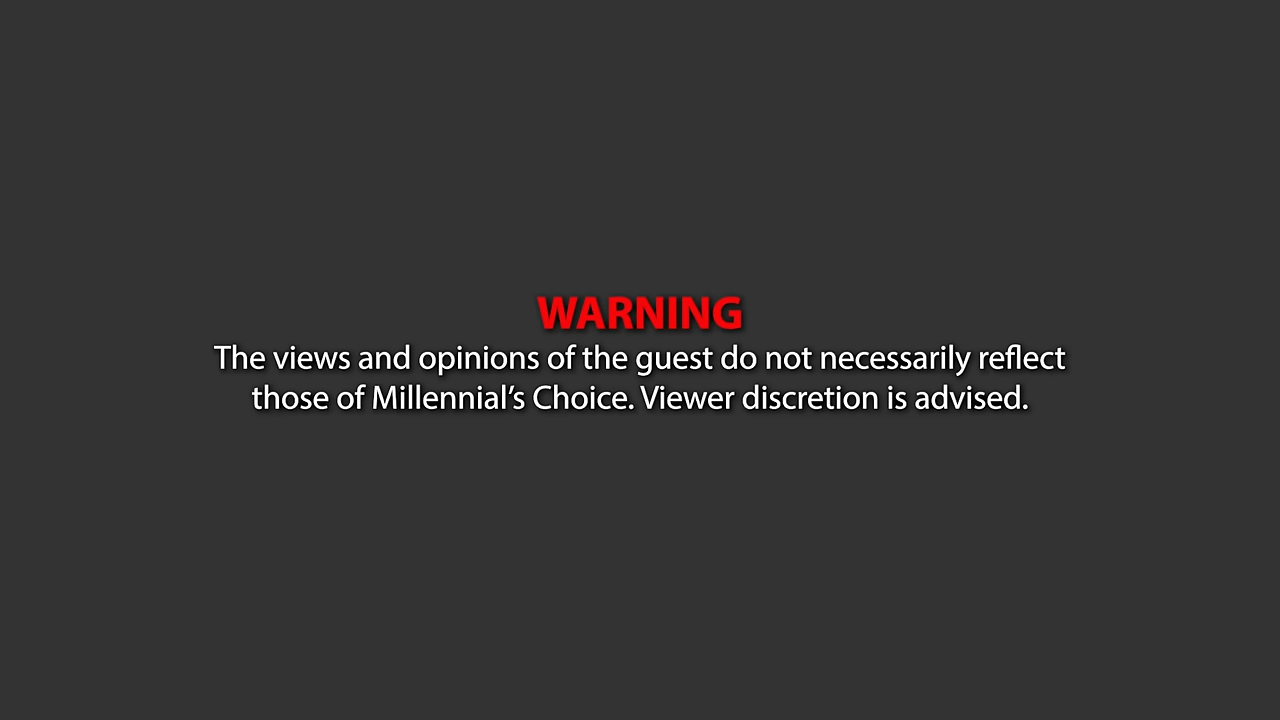 WARNING
The views and opinions of the guest do not necessarily reflect
those of Millennial’s Choice. Viewer discretion is advised.